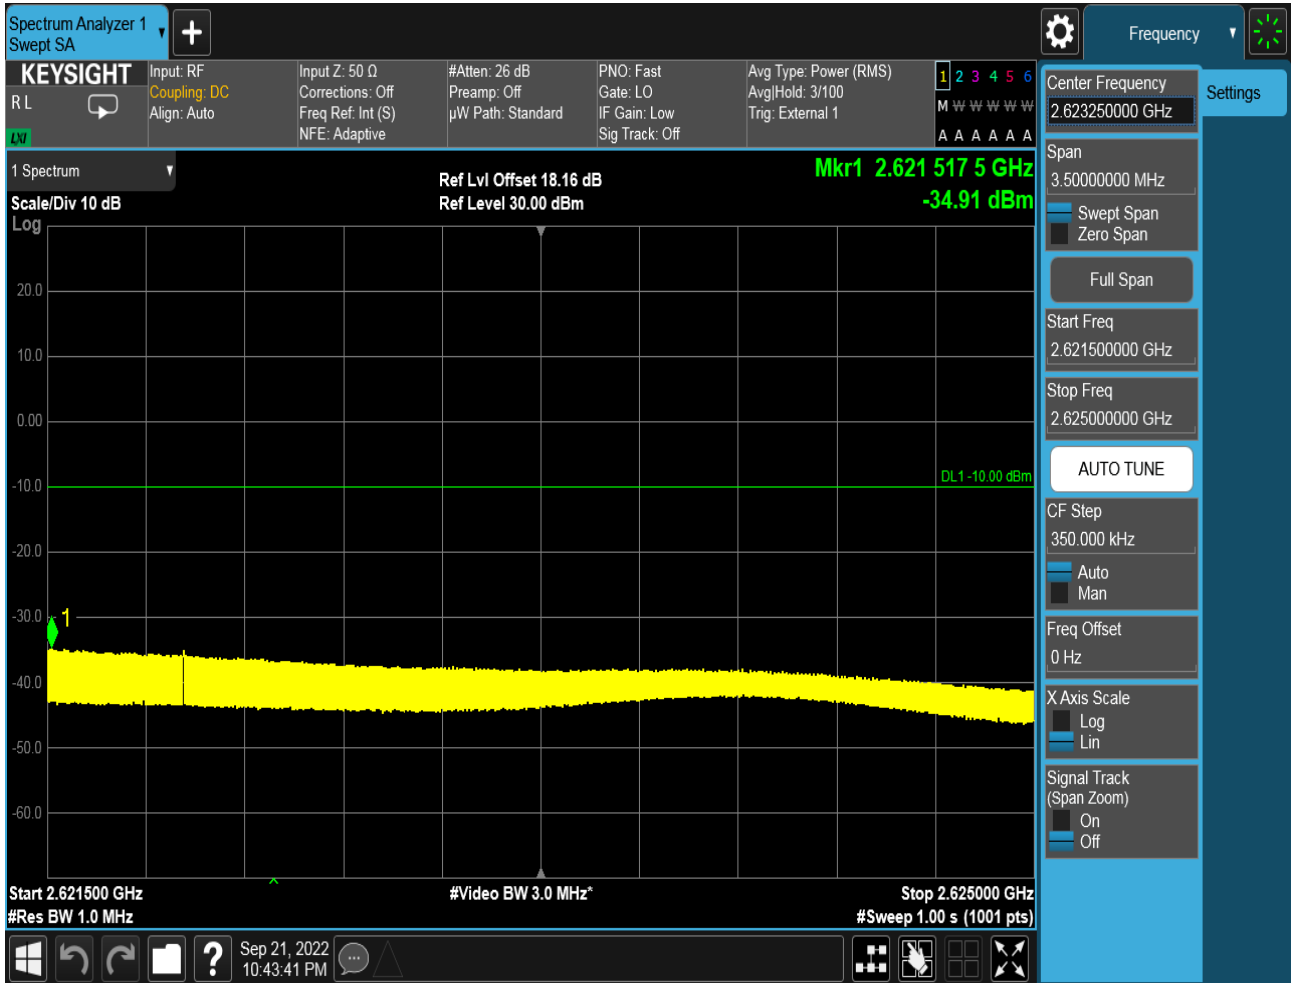 Spectrum Analyzer 1
Swept SA
Frequency
KEYSIGHT
R L
LXI
Input: RF
Coupling: DC
Align: Auto
Input Z: 50 Ω
Corrections: Off
Freq Ref: Int (S)
NFE: Adaptive
#Atten: 26 dB
Preamp: Off
µW Path: Standard
PNO: Fast
Gate: LO
IF Gain: Low
Sig Track: Off
Avg Type: Power (RMS)
Avg|Hold: 3/100
Trig: External 1
1 2 3 4 5 6
M W W W W W
A A A A A A
1 Spectrum
Scale/Div 10 dB
Log
Ref Lvl Offset 18.16 dB
Ref Level 30.00 dBm
Mkr1 2.621 517 5 GHz
-34.91 dBm
20.0
10.0
0.00
-10.0
-20.0
-30.0
-40.0
-50.0
-60.0
DL1 -10.00 dBm
1
Start 2.621500 GHz
#Res BW 1.0 MHz
#Video BW 3.0 MHz*
Stop 2.625000 GHz
#Sweep 1.00 s (1001 pts)
Center Frequency
2.623250000 GHz
Span
3.50000000 MHz
Swept Span
Zero Span
Full Span
Start Freq
2.621500000 GHz
Stop Freq
2.625000000 GHz
AUTO TUNE
CF Step
350.000 kHz
Auto
Man
Freq Offset
0 Hz
X Axis Scale
Log
Lin
Signal Track
(Span Zoom)
On
Off
Settings
?
Sep 21, 2022
10:43:41 PM